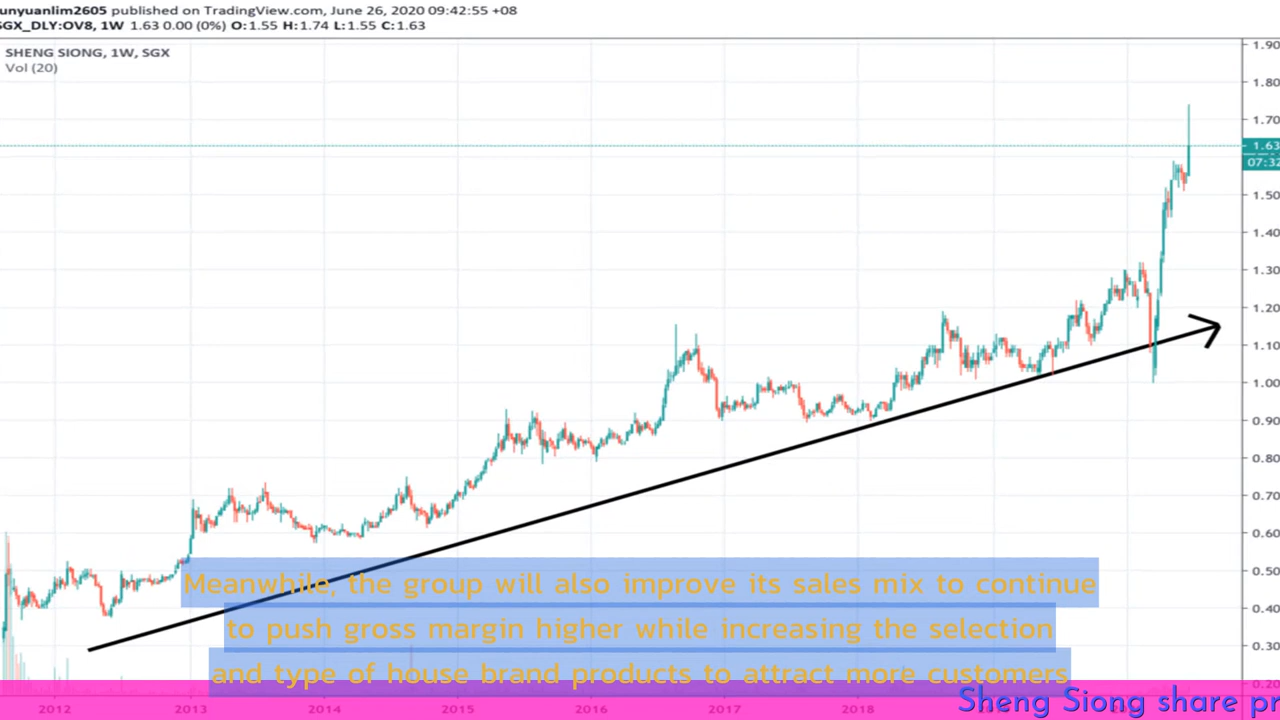 unyuanlim2605 published on TradingView.com, June 26, 2020 09:42:55 +08
SGX_DLY:OV8, 1W 1.63 0.00 (0%) O:1.55 H:1.74 L:1.55 C:1.63
SHENG SIONG, 1W, SGX
Vol (20)
1.90
1.80
1.70
1.63
07:32
1.50
1.40
1.30
1.20
1.10
1.00
0.90
0.80
0.70
0.60
0.50
0.40
0.30
0.20
Meanwhile, the group will also improve its sales mix to continue
to push gross margin higher while increasing the selection
and type of house brand products to attract more customers
2012 2013 2014 2015 2016 2017 2018
Sheng Siong share pr